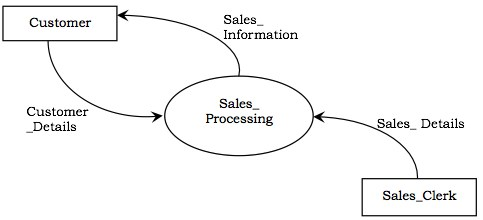 Customer
Sales_
Information
Customer
_Details
Sales_
Processing
Sales_ Details
Sales_Clerk